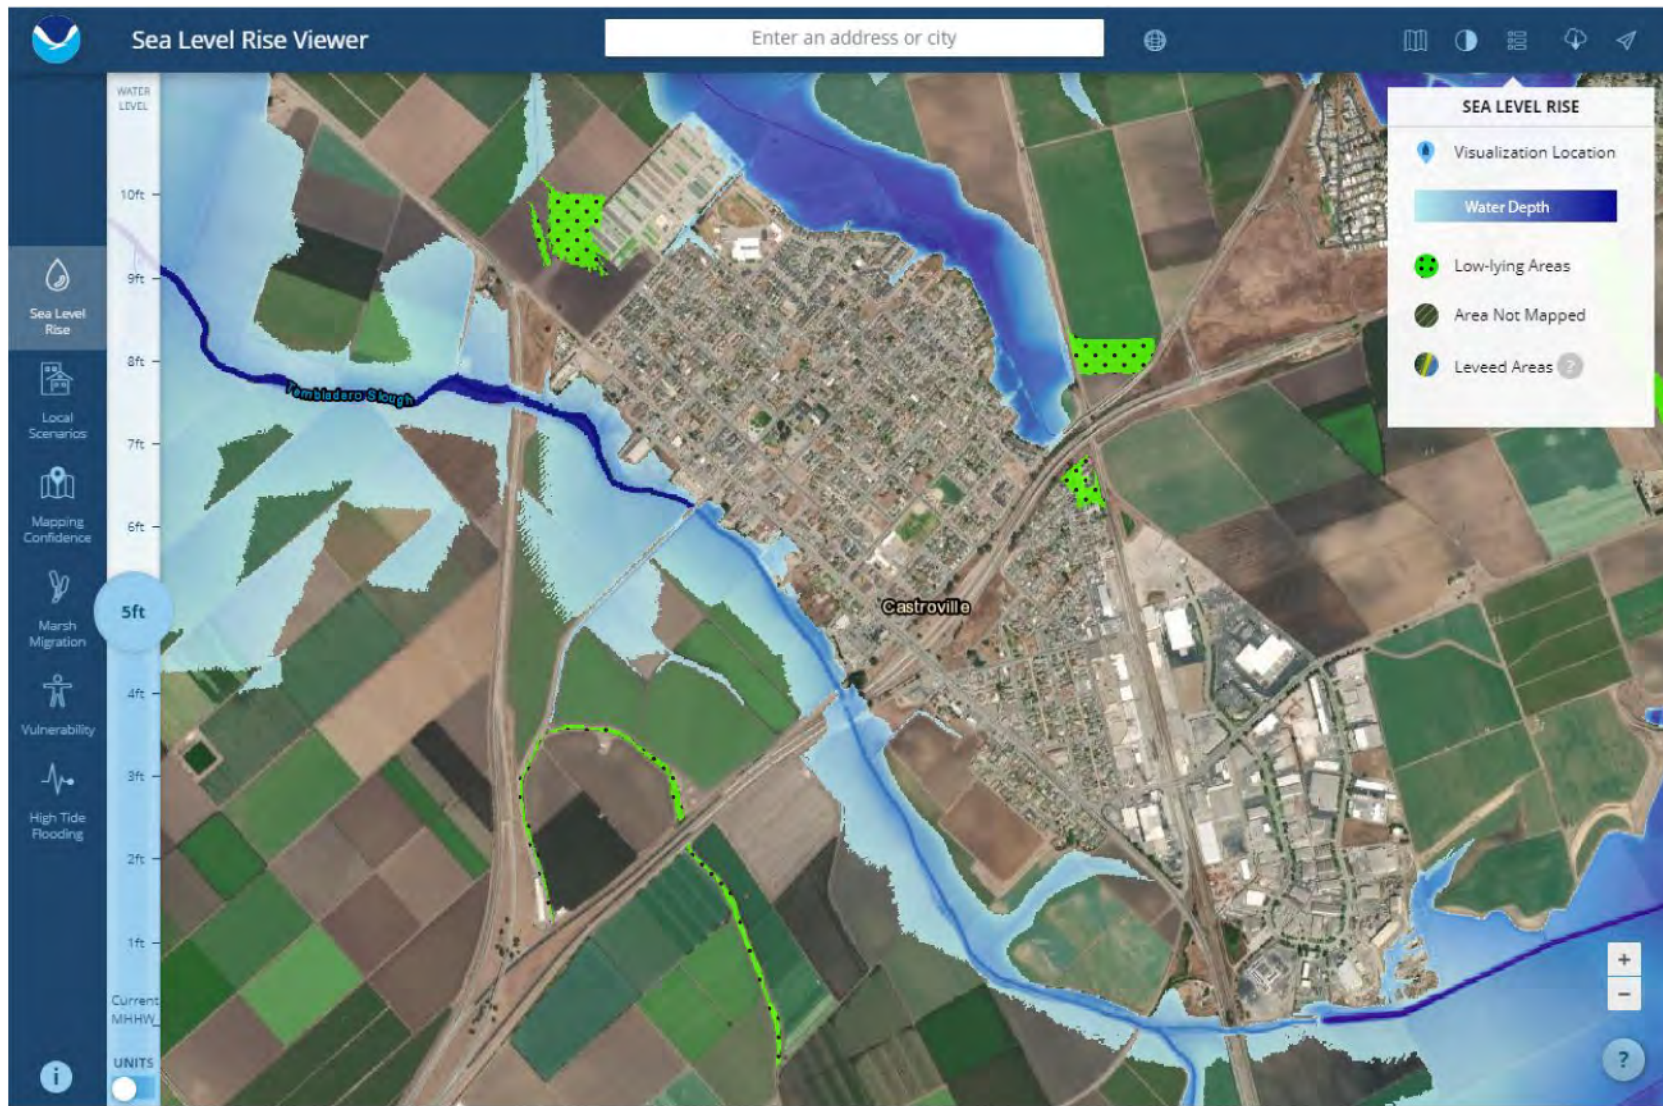 Sea Level Rise Viewer
Enter an address or city
WATER
LEVEL
10ft
9ft
8ft
7ft
6ft
5ft
4ft
3ft
2ft
1ft
Current
MHHW
UNITS
Sea Level
Rise
Local
Scenarios
Mapping
Confidence
Marsh
Migration
Vulnerability
High Tide
Flooding
i
Tembladero Slough
Castroville
SEA LEVEL RISE
Visualization Location
Water Depth
Low-lying Areas
Area Not Mapped
Leveed Areas ?
+
−
?